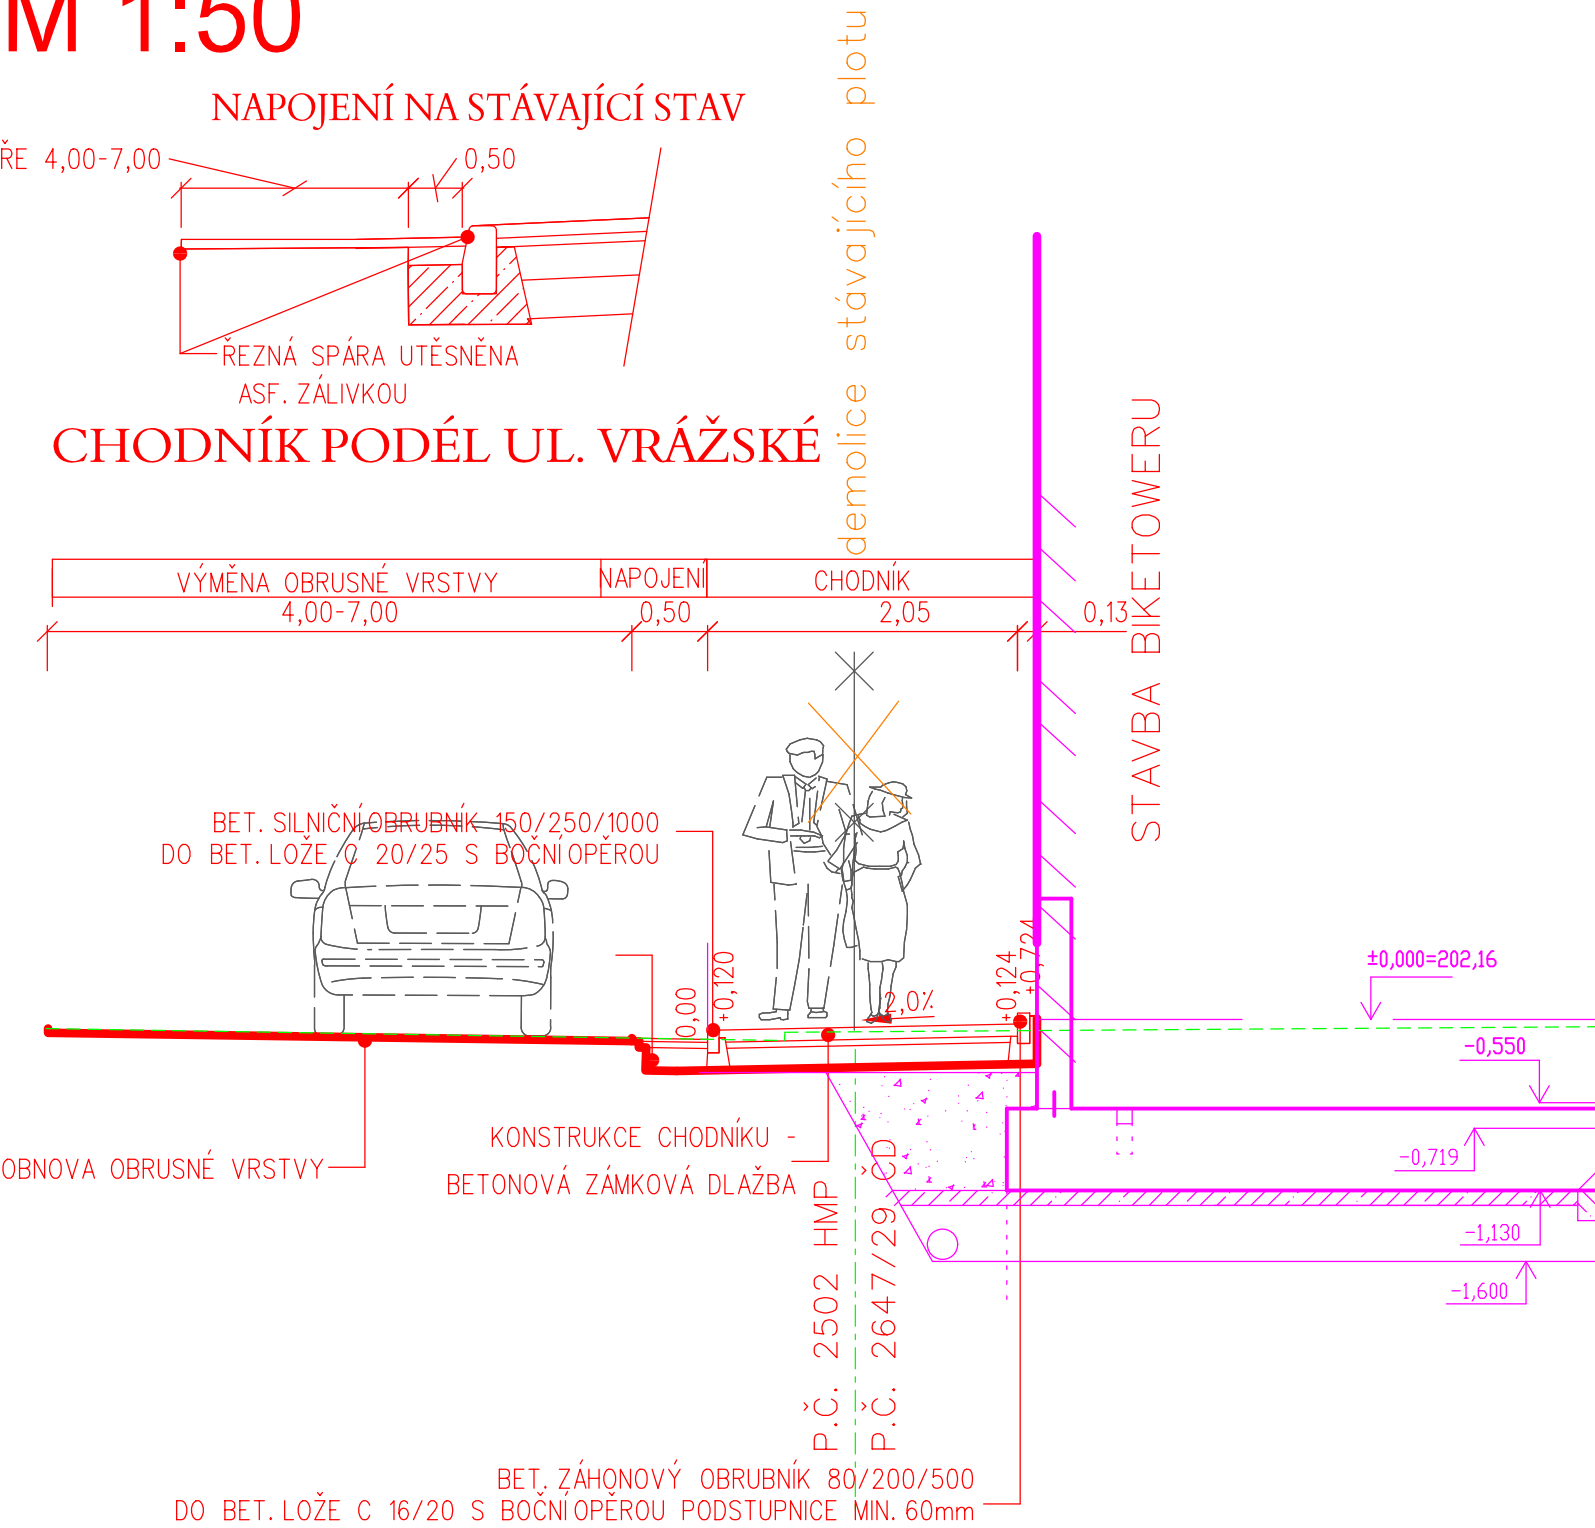 M 1:50
NAPOJENÍ NA STÁVAJÍCÍ STAV
ŘE 4,00-7,00
0,50
ŘEZNÁ SPÁRA UTĚSNĚNA
ASF. ZÁLIVKOU
demolice stávajícího plotu
CHODNÍK PODÉL UL. VRÁŽSKÉ
STAVBA BIKETOWERU
VÝMĚNA OBRUSNÉ VRSTVY
NAPOJENÍ
CHODNÍK
4,00-7,00
0,50
2,05
0,13
BET. SILNIČNÍ OBRUBNÍK 150/250/1000
DO BET. LOŽE C 20/25 S BOČNÍ OPĚROU
0,00
+0,120
2,0%
+0,124
+0,724
±0,000=202,16
-0,550
-0,719
-1,130
-1,600
KONSTRUKCE CHODNÍKU -
BETONOVÁ ZÁMKOVÁ DLAŽBA
OBNOVA OBRUSNÉ VRSTVY
P.Č. 2502 HMP
P.Č. 2647/29 ČD
BET. ZÁHONOVÝ OBRUBNÍK 80/200/500
DO BET. LOŽE C 16/20 S BOČNÍ OPĚROU PODSTUPNICE MIN. 60mm